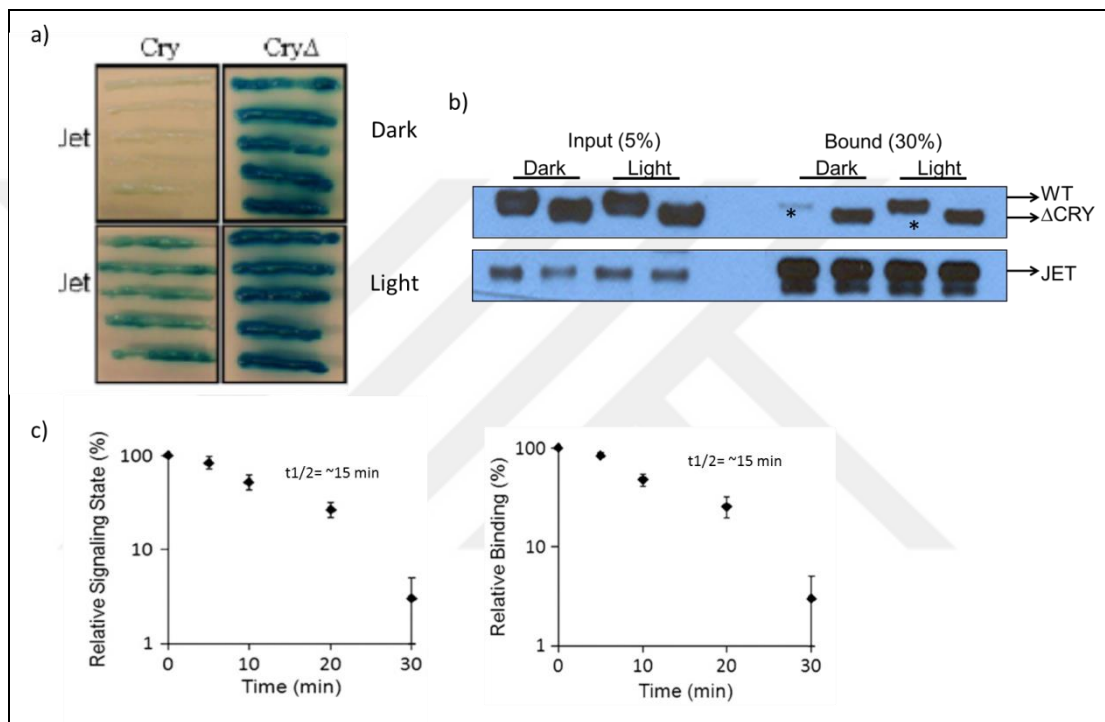 a)
Cry
CryΔ
Jet
Dark
Jet
Light
b)
Input (5%)
Bound (30%)
Dark
Light
Dark
Light
WT
ΔCRY
*
*
JET
c)
Relative Signaling State (%)
100
10
1
t1/2= ~15 min
0
10
20
30
Time (min)
Relative Binding (%)
100
10
1
t1/2= ~15 min
0
10
20
30
Time (min)